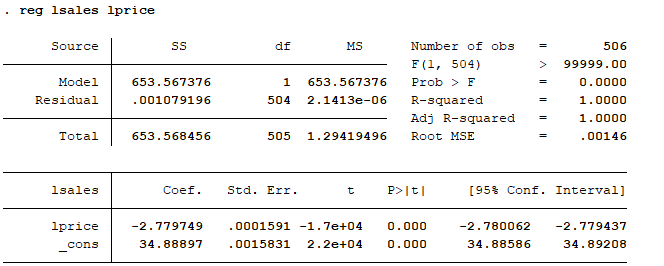 . reg lsales lprice
Source SS df MS Number of obs = 506
F(1, 504) > 99999.00
Model 653.567376 1 653.567376 Prob > F = 0.0000
Residual .001079196 504 2.1413e-06 R-squared = 1.0000
Adj R-squared = 1.0000
Total 653.568456 505 1.29419496 Root MSE = .00146
lsales Coef. Std. Err. t P>|t| [95% Conf. Interval]
lprice -2.779749 .0001591 -1.7e+04 0.000 -2.780062 -2.779437
_cons 34.88897 .0015831 2.2e+04 0.000 34.88586 34.89208